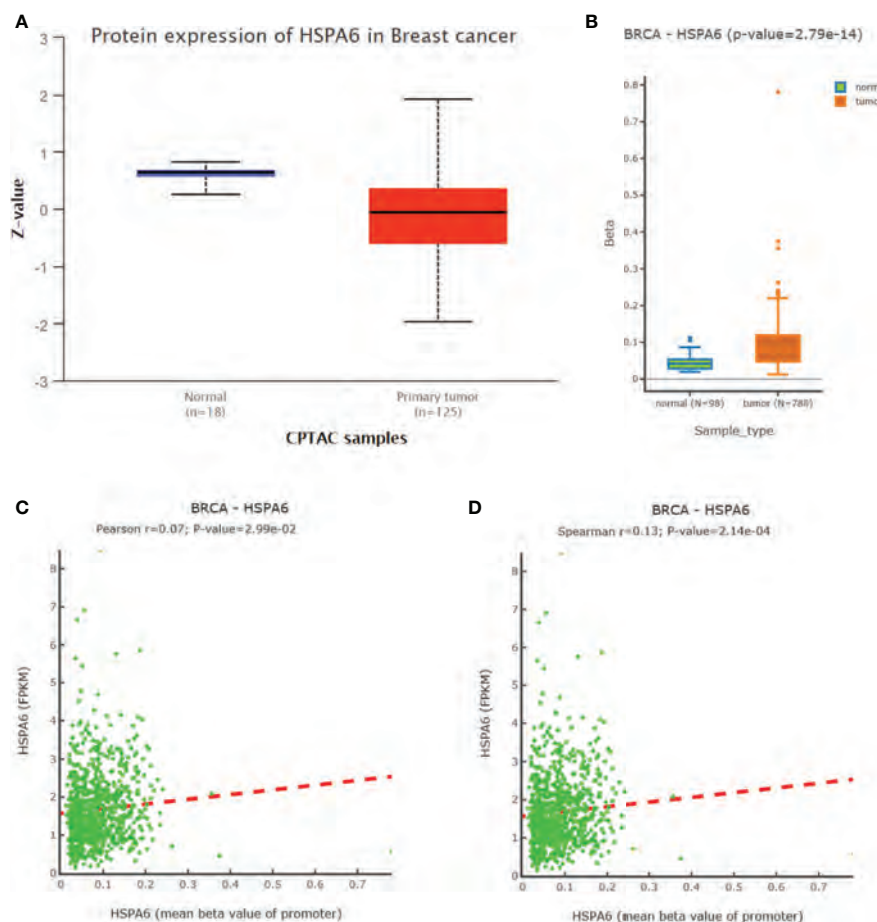 A
Protein expression of HSPA6 in Breast cancer
3
2
1
0
-1
-2
-3
Z-value
Normal
(n=18)
Primary tumor
(n=125)
CPTAC samples
B
BRCA - HSPA6 (p-value=2.79e-14)
norm
tumo
0.8
0.7
0.6
0.5
0.4
0.3
0.2
0.1
0
Beta
normal (N=98)
tumor (N=780)
Sample_type
C
BRCA - HSPA6
Pearson r=0.07; P-value=2.99e-02
8
7
6
5
4
3
2
1
0
HSPA6 (FPKM)
0
0.1
0.2
0.3
0.4
0.5
0.6
0.7
HSPA6 (mean beta value of promoter)
D
BRCA - HSPA6
Spearman r=0.13; P-value=2.14e-04
8
7
6
5
4
3
2
1
0
HSPA6 (FPKM)
0
0.1
0.2
0.3
0.4
0.5
0.6
0.7
HSPA6 (mean beta value of promoter)